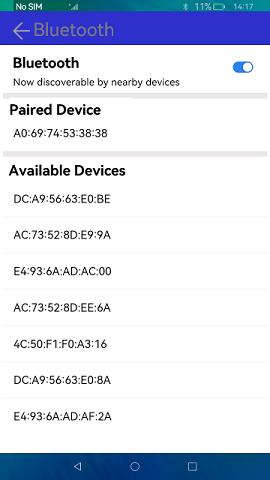 No SIM 11% 14:17
Bluetooth
Bluetooth
Now discoverable by nearby devices
Paired Device
A0:69:74:53:38:38
Available Devices
DC:A9:56:63:E0:BE
AC:73:52:8D:E9:9A
E4:93:6A:AD:AC:00
AC:73:52:8D:EE:6A
4C:50:F1:F0:A3:16
DC:A9:56:63:E0:8A
E4:93:6A:AD:AF:2A